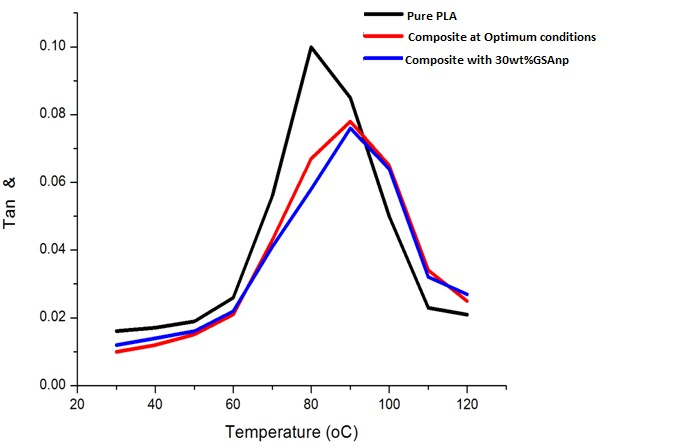 Pure PLA
Composite at Optimum conditions
Composite with 30wt%GSAnp
0.10
0.08
0.06
0.04
0.02
0.00
Tan &
20 40 60 80 100 120
Temperature (oC)